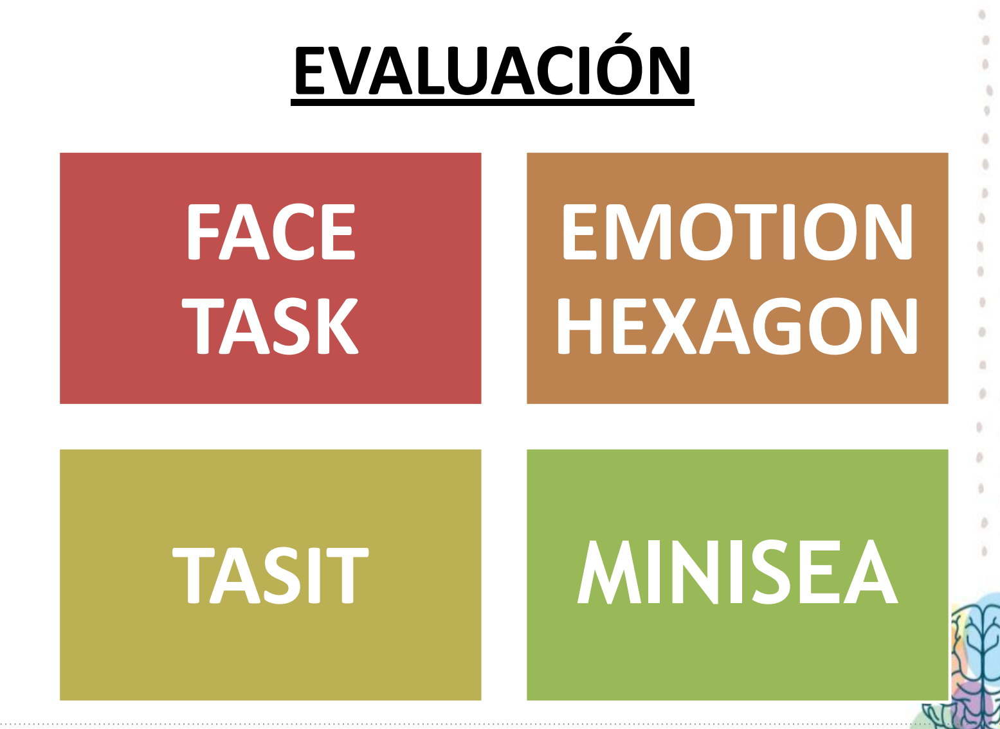 EVALUACIÓN
FACE
TASK
EMOTION
HEXAGON
TASIT
MINISEA